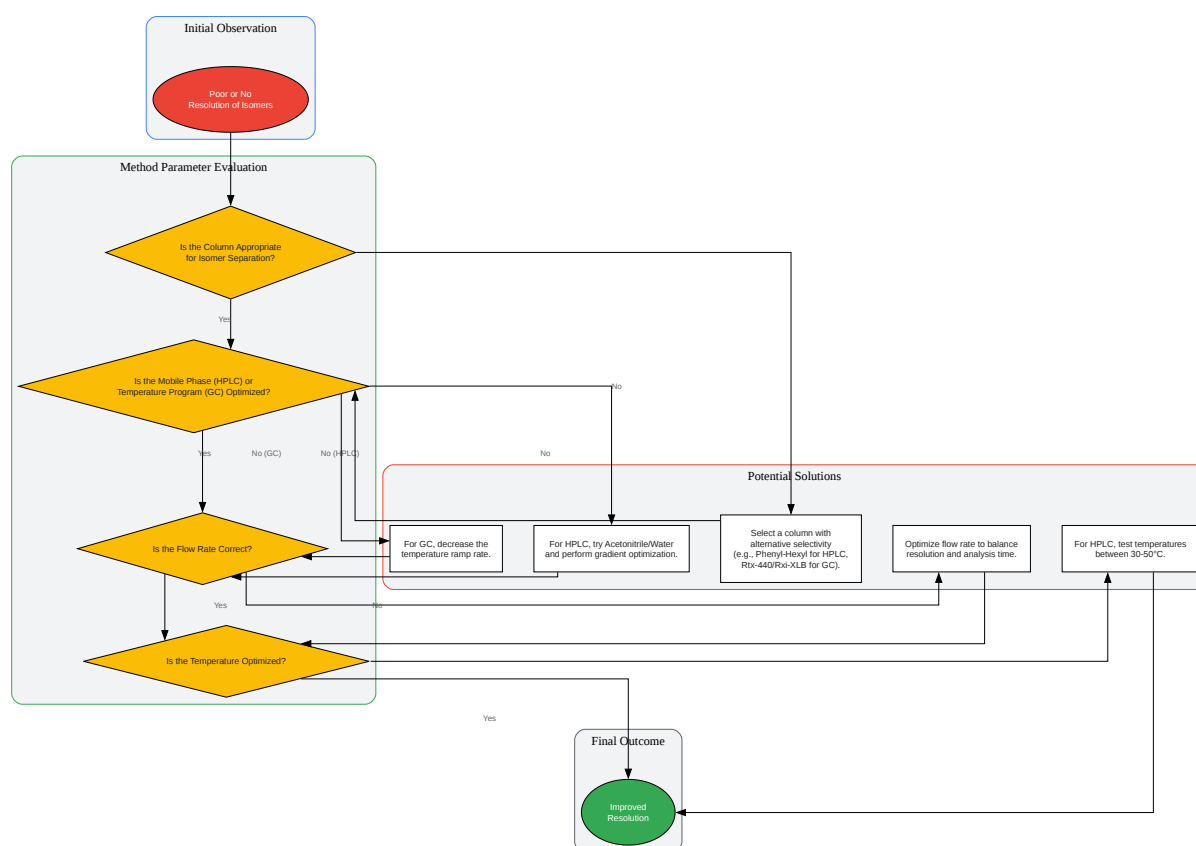 Initial Observation
Poor or No
Resolution of Isomers
Method Parameter Evaluation
Is the Column Appropriate
for Isomer Separation?
Yes
Is the Mobile Phase (HPLC) or
Temperature Program (GC) Optimized?
No
Yes
No (GC)
No (HPLC)
No
Potential Solutions
Is the Flow Rate Correct?
For GC, decrease the
temperature ramp rate.
For HPLC, try Acetonitrile/Water
and perform gradient optimization.
Select a column with
alternative selectivity
(e.g., Phenyl-Hexyl for HPLC,
Rtx-440/Rxi-XLB for GC).
Optimize flow rate to balance
resolution and analysis time.
For HPLC, test temperatures
between 30-50°C.
Yes
No
Is the Temperature Optimized?
Yes
Final Outcome
Improved
Resolution